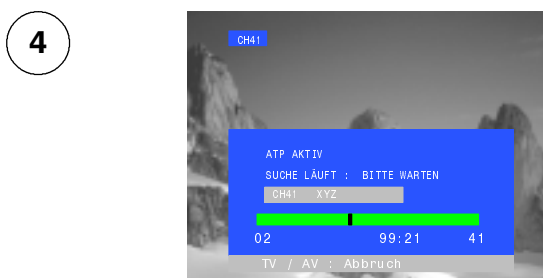 4
CH41
ATP AKTIV
SUCHE LÄUFT : BITTE WARTEN
CH41 XYZ
02 99:21 41
TV / AV : Abbruch